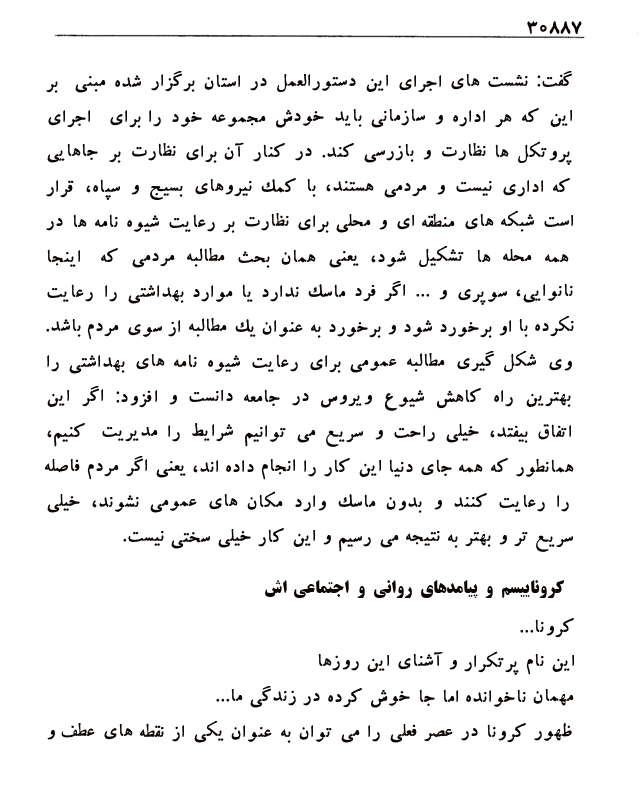 ۳۰۸۸۷
گفت: نشست های اجرای این دستورالعمل در استان برگزار شده مبنی بر
این که هر اداره و سازمانی باید خودش مجموعه خود را برای اجرای
پروتکل ها نظارت و بازرسی کند. در کنار آن برای نظارت بر جاهایی
که اداری نیست و مردمی هستند، با کمك نیروهای بسیج و سپاه، قرار
است شبکه های منطقه ای و محلی برای نظارت بر رعایت شیوه نامه ها در
همه محله ها تشکیل شود، یعنی همان بحث مطالبه مردمی که اینجا
نانوایی، سوپری و ... اگر فرد ماسك ندارد یا موارد بهداشتی را رعایت
نکرده با او برخورد شود و برخورد به عنوان یك مطالبه از سوی مردم باشد.
وی شکل گیری مطالبه عمومی برای رعایت شیوه نامه های بهداشتی را
بهترین راه کاهش شیوع ویروس در جامعه دانست و افزود: اگر این
اتفاق بیفتد، خیلی راحت و سریع می توانیم شرایط را مدیریت کنیم،
همانطور که همه جای دنیا این کار را انجام داده اند، یعنی اگر مردم فاصله
را رعایت کنند و بدون ماسك وارد مکان های عمومی نشوند، خیلی
سریع تر و بهتر به نتیجه می رسیم و این کار خیلی سختی نیست.
کروناییسم و پیامدهای روانی و اجتماعی اش
کرونا...
این نام پرتکرار و آشنای این روزها
مهمان ناخوانده اما جا خوش کرده در زندگی ما...
ظهور کرونا در عصر فعلی را می توان به عنوان یکی از نقطه های عطف و